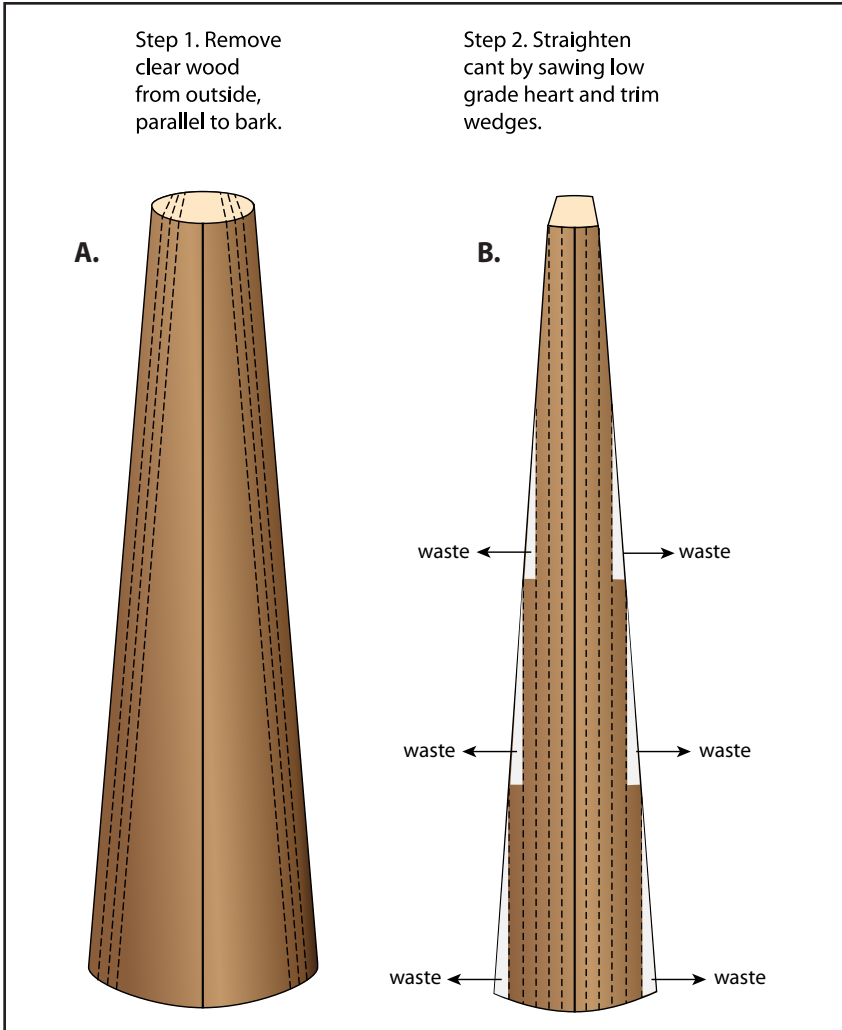 Step 1. Remove
clear wood
from outside,
parallel to bark.
Step 2. Straighten
cant by sawing low
grade heart and trim
wedges.
A.
B.
waste
waste
waste
waste
waste
waste